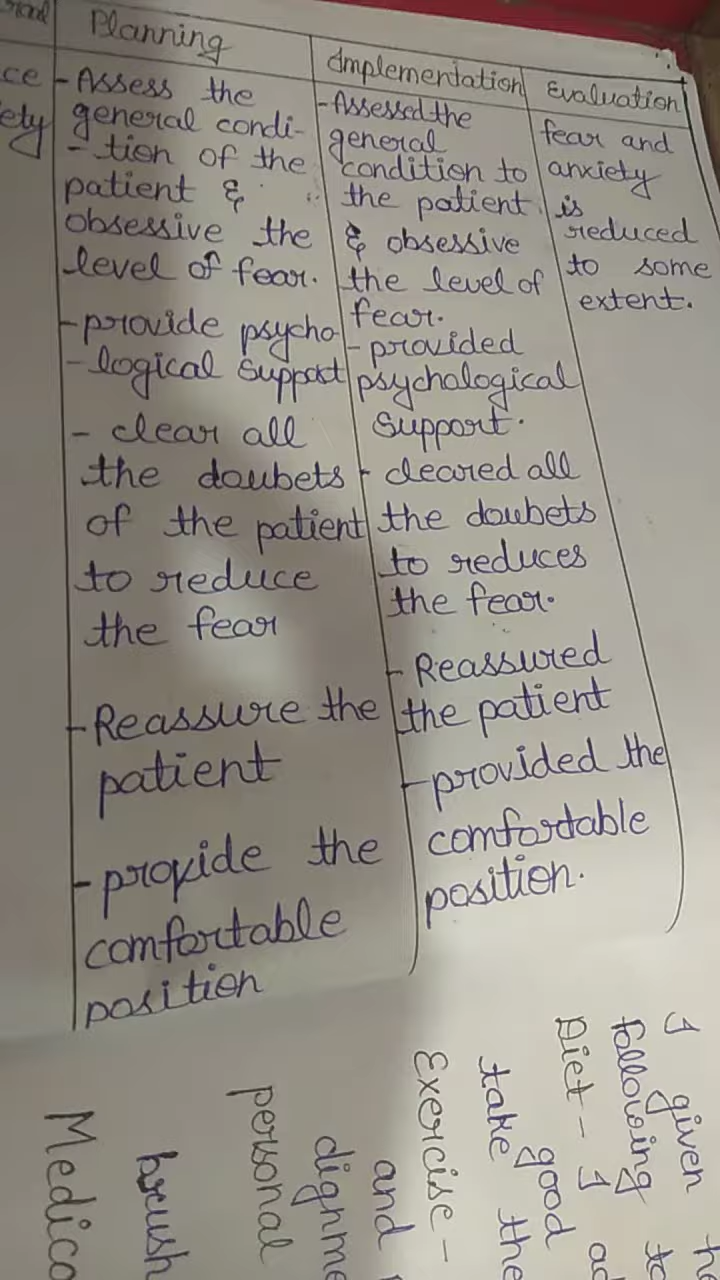 Planning
-Assess the
general condi-
-tion of the
patient &
obsessive the
level of fear.
-provide psycho
-logical Support
- clear all
the doubets
of the patient
to reduce
the fear
-Reassure the
patient
-provide the
comfortable
position
Implementation
-Assessed the
general
condition to
the patient
& obsessive
the level of
fear.
-provided
psychological
Support.
- cleared all
the doubets
to reduces
the fear.
- Reassured
the patient
-provided the
comfortable
position.
Evaluation
fear and
anxiety
is
reduced
to some
extent.
ce
ety
I given
following to
Diet - I
good
take the
Exercise -
and
personal
brush